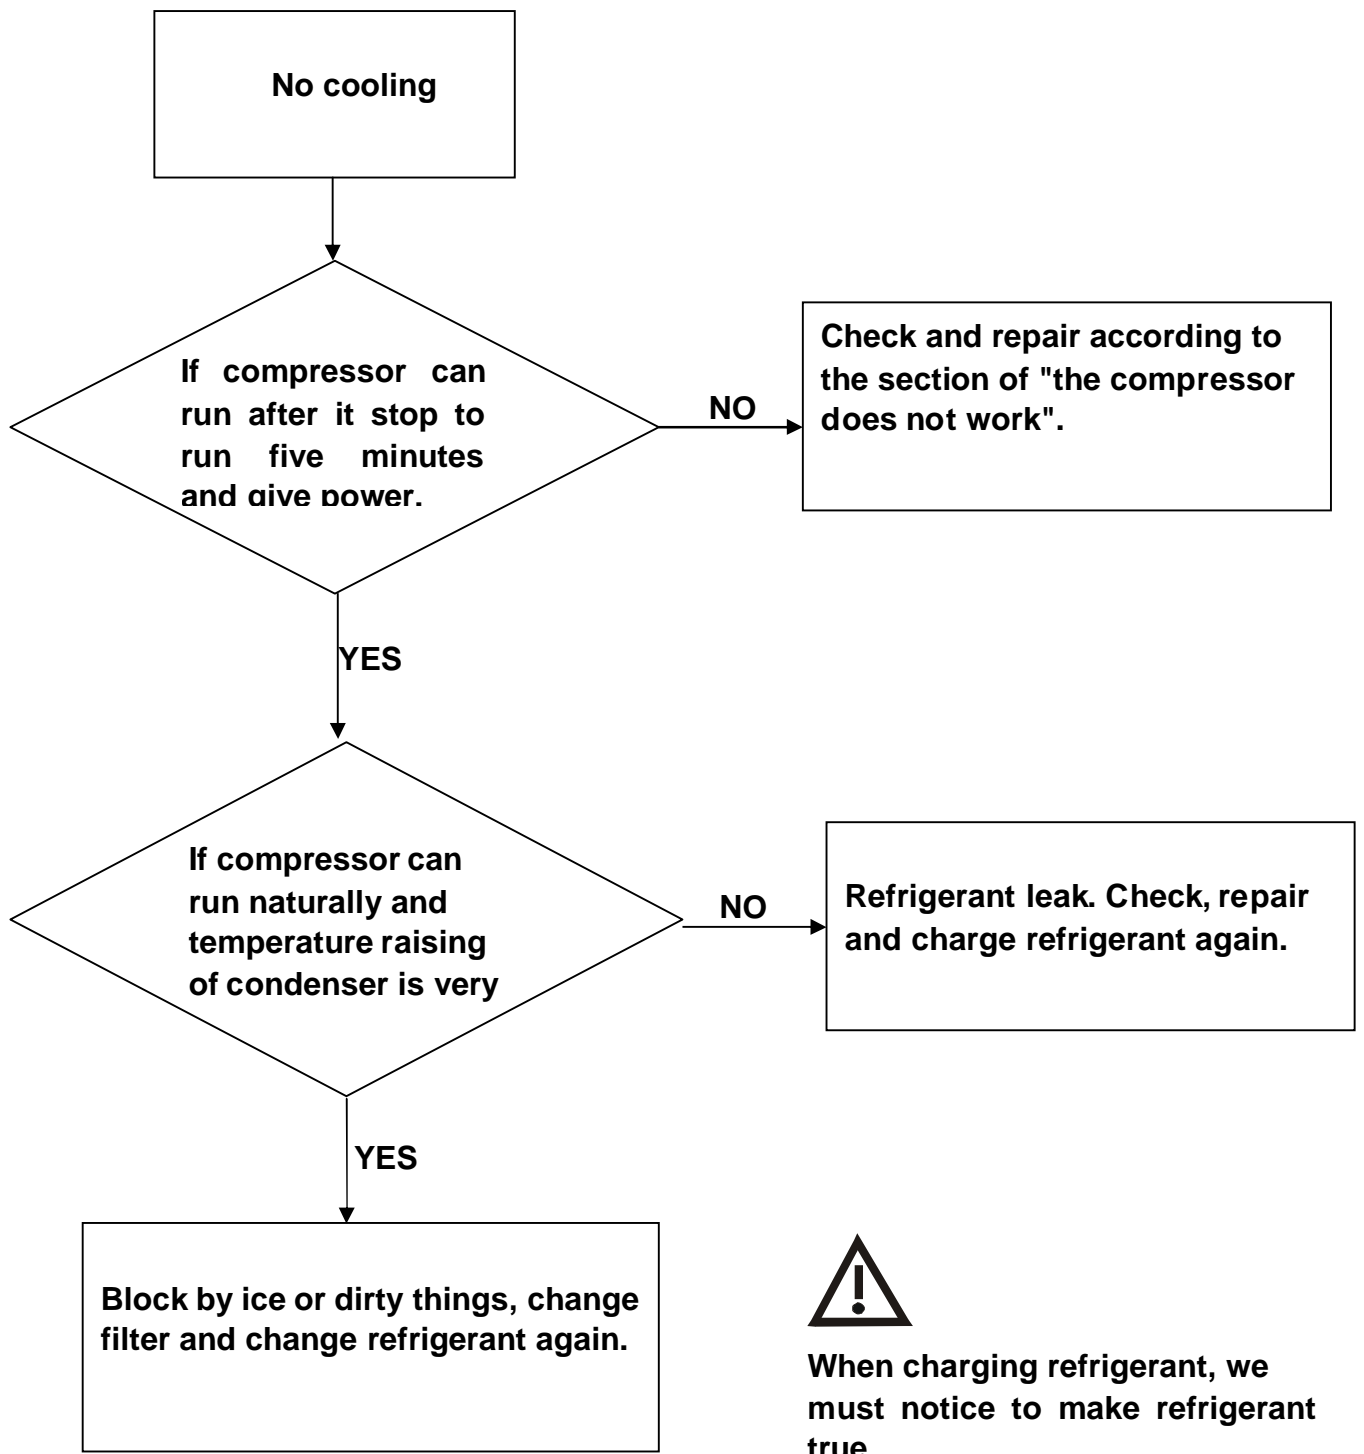 No cooling
If compressor can
run after it stop to
run five minutes
and give power.
NO
Check and repair according to
the section of "the compressor
does not work".
YES
If compressor can
run naturally and
temperature raising
of condenser is very
NO
Refrigerant leak. Check, repair
and charge refrigerant again.
YES
Block by ice or dirty things, change
filter and change refrigerant again.
When charging refrigerant, we
must notice to make refrigerant
true